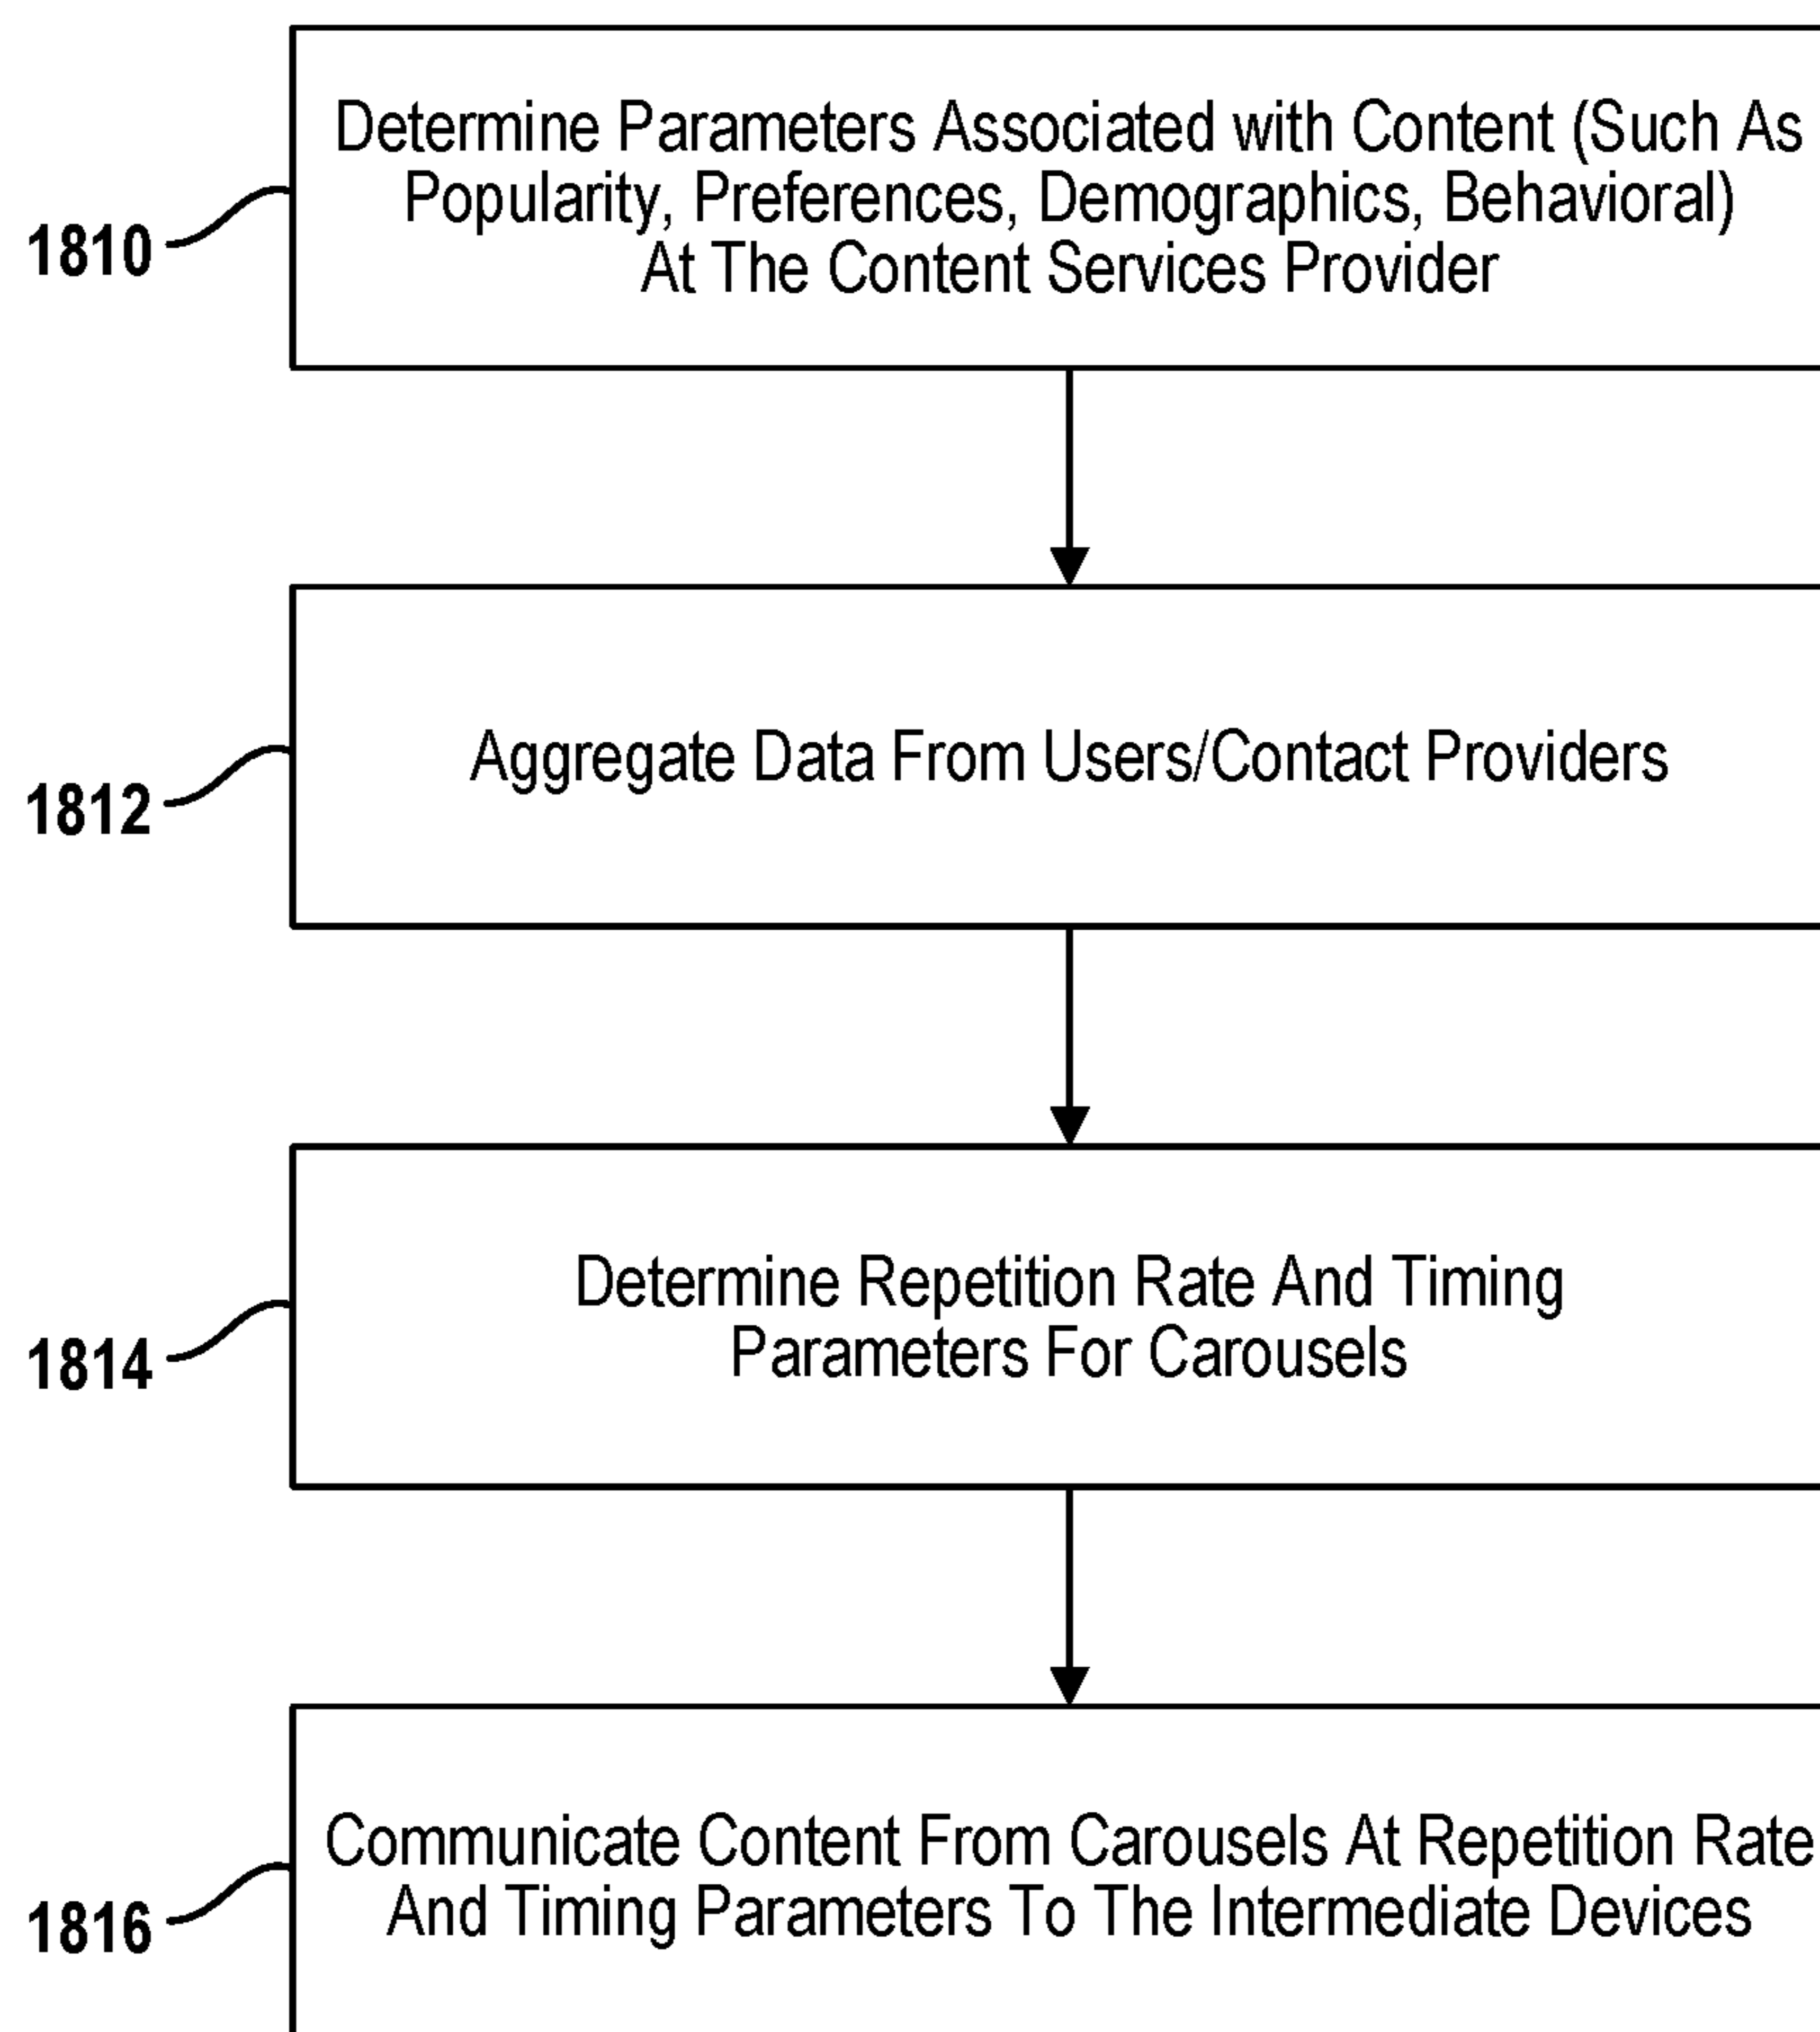 Determine Parameters Associated with Content (Such As
Popularity, Preferences, Demographics, Behavioral)
At The Content Services Provider
1810
Aggregate Data From Users/Contact Providers
1812
Determine Repetition Rate And Timing
Parameters For Carousels
1814
Communicate Content From Carousels At Repetition Rate
And Timing Parameters To The Intermediate Devices
1816